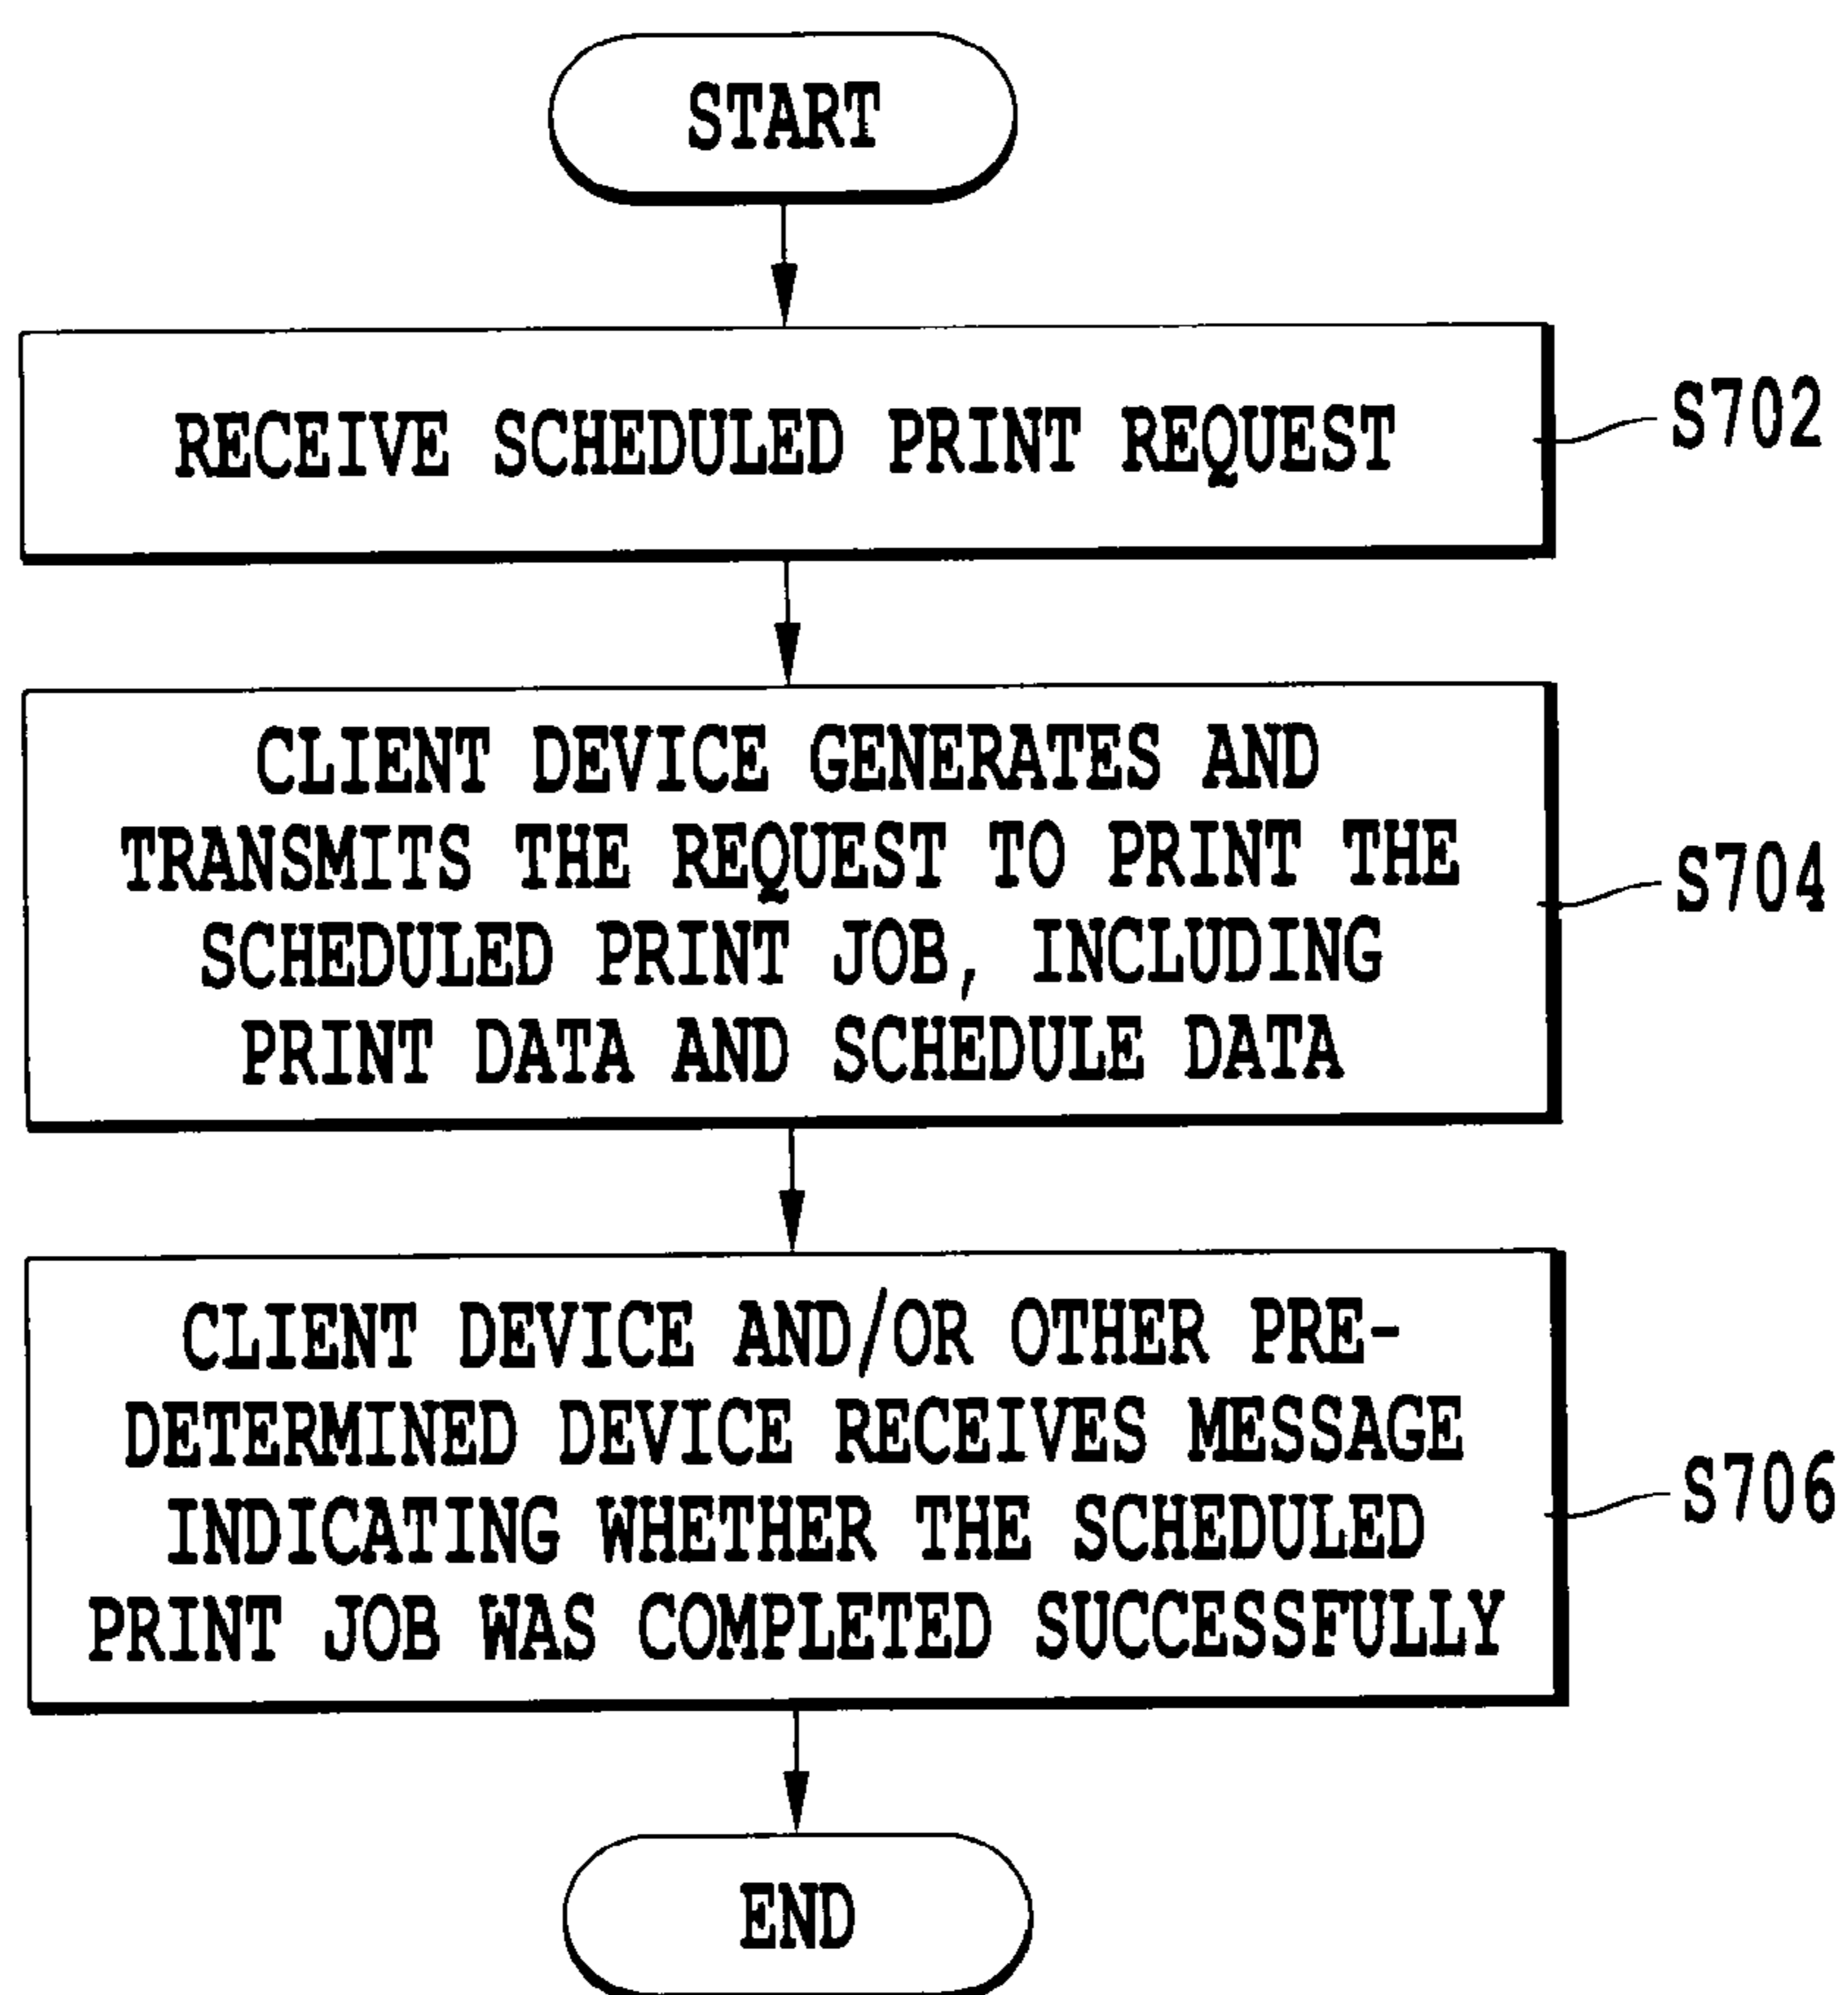 START
RECEIVE SCHEDULED PRINT REQUEST
S702
CLIENT DEVICE GENERATES AND
TRANSMITS THE REQUEST TO PRINT THE
SCHEDULED PRINT JOB, INCLUDING
PRINT DATA AND SCHEDULE DATA
S704
CLIENT DEVICE AND/OR OTHER PRE-
DETERMINED DEVICE RECEIVES MESSAGE
INDICATING WHETHER THE SCHEDULED
PRINT JOB WAS COMPLETED SUCCESSFULLY
S706
END